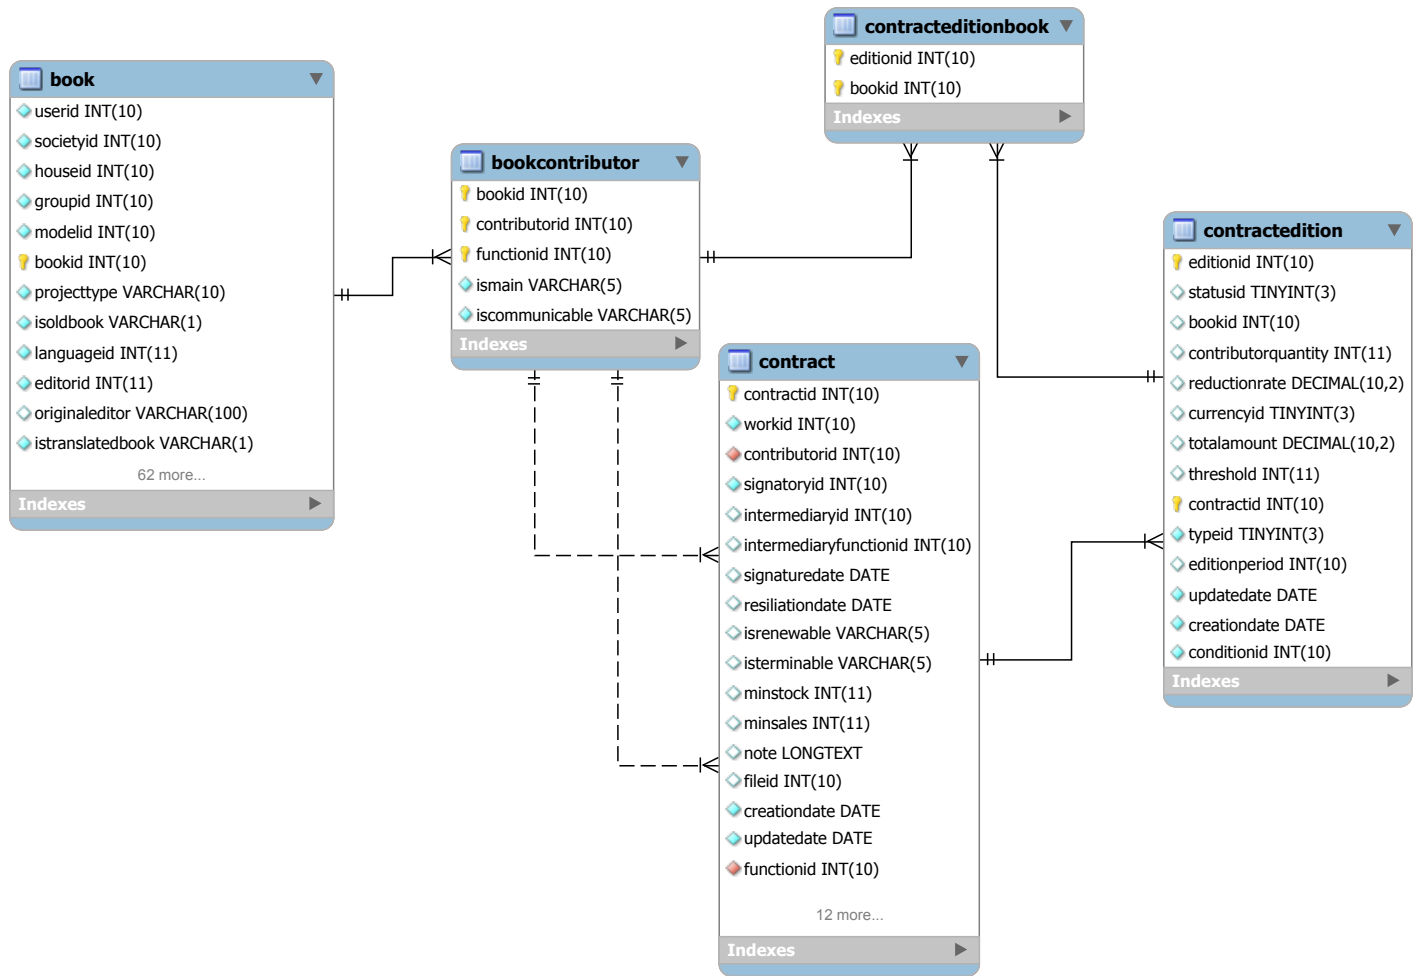 book
userid INT(10)
societyid INT(10)
houseid INT(10)
groupid INT(10)
modelid INT(10)
bookid INT(10)
projecttype VARCHAR(10)
isoldbook VARCHAR(1)
languageid INT(11)
editorid INT(11)
originaleditor VARCHAR(100)
istranslatedbook VARCHAR(1)
62 more...
Indexes
bookcontributor
bookid INT(10)
contributorid INT(10)
functionid INT(10)
ismain VARCHAR(5)
iscommunicable VARCHAR(5)
Indexes
contracteditionbook
editionid INT(10)
bookid INT(10)
Indexes
contract
contractid INT(10)
workid INT(10)
contributorid INT(10)
signatoryid INT(10)
intermediaryid INT(10)
intermediaryfunctionid INT(10)
signaturedate DATE
resiliationdate DATE
isrenewable VARCHAR(5)
isterminable VARCHAR(5)
minstock INT(11)
minsales INT(11)
note LONGTEXT
fileid INT(10)
creationdate DATE
updatedate DATE
functionid INT(10)
12 more...
Indexes
contractedition
editionid INT(10)
statusid TINYINT(3)
bookid INT(10)
contributorquantity INT(11)
reductionrate DECIMAL(10,2)
currencyid TINYINT(3)
totalamount DECIMAL(10,2)
threshold INT(11)
contractid INT(10)
typeid TINYINT(3)
editionperiod INT(10)
updatedate DATE
creationdate DATE
conditionid INT(10)
Indexes